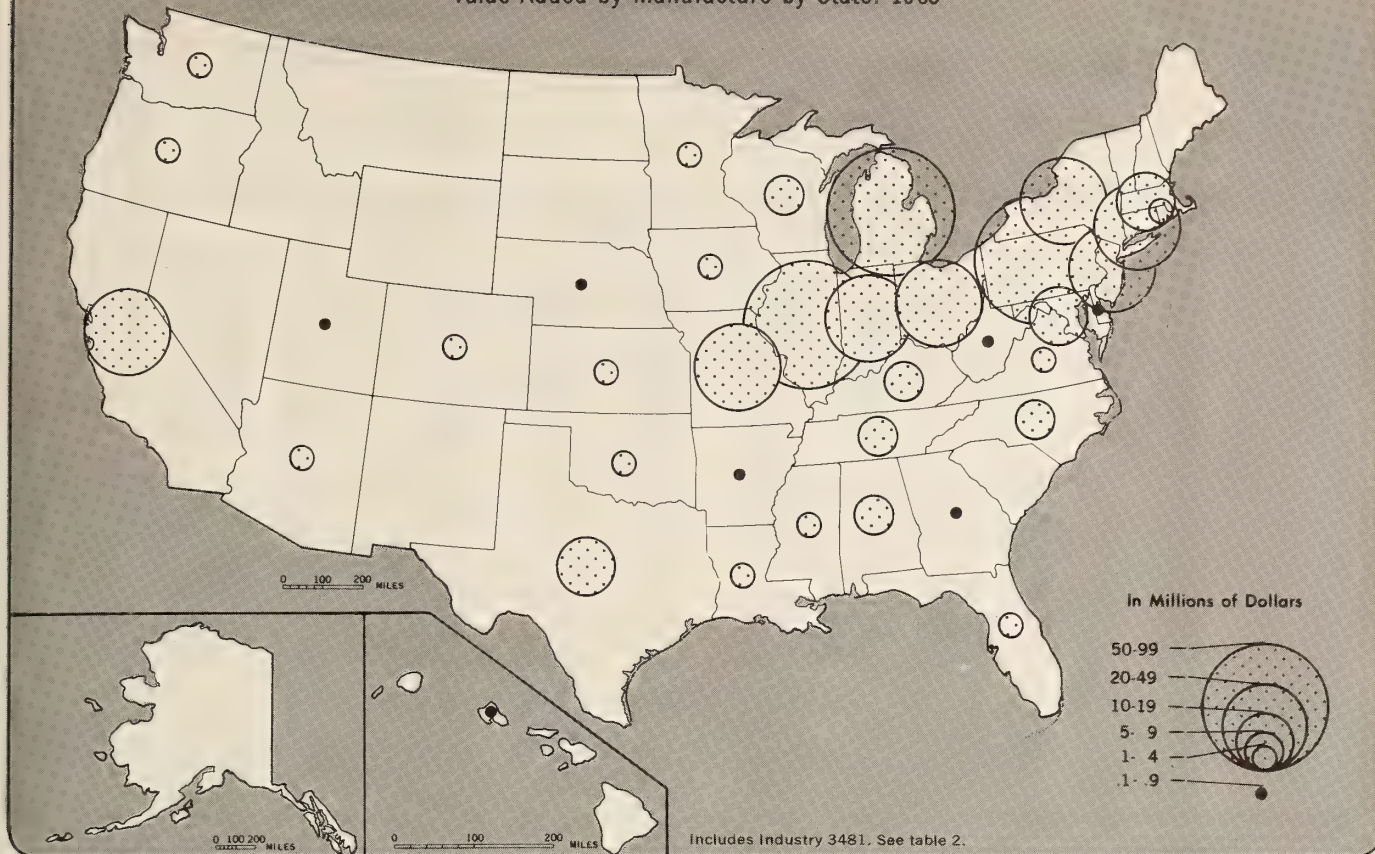 Value Added by Manufacture by State:
0 100 200 MILES
In Millions of Dollars
50-99
20-49
10-19
5- 9
1- 4
.1- .9
0 100 200 MILES
0 100 200 MILES
Includes Industry 3481. See table 2.